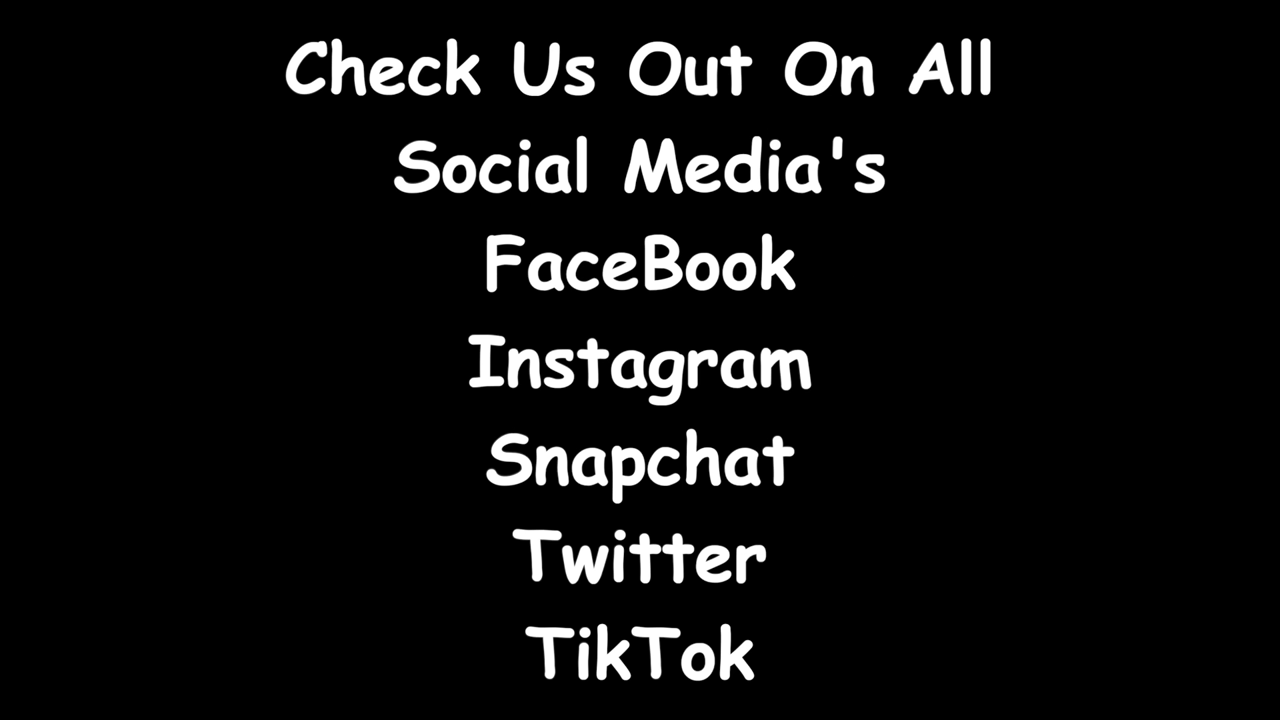 Check Us Out On All
Social Media's
FaceBook
Instagram
Snapchat
Twitter
TikTok